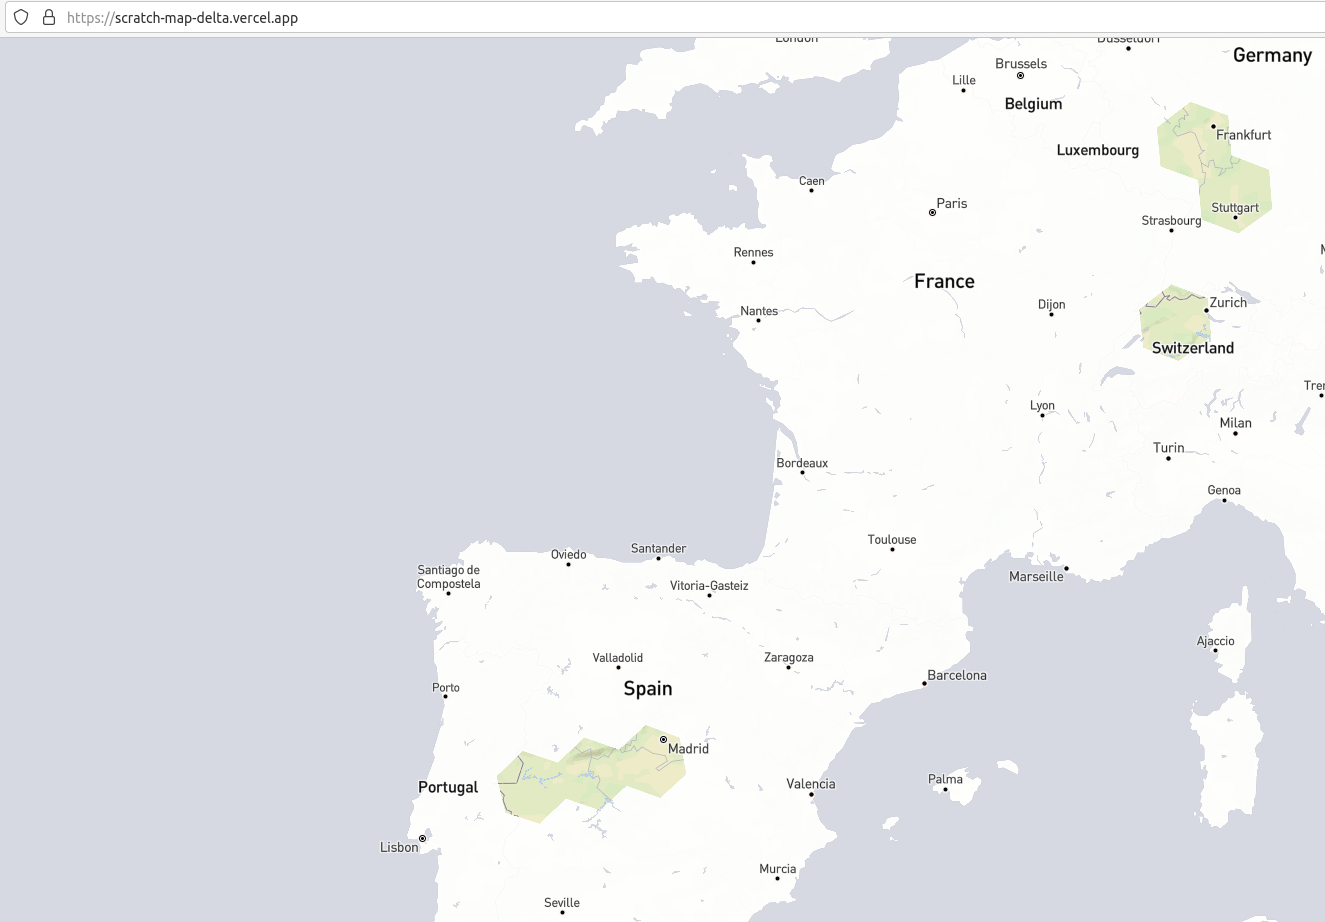 https://scratch-map-delta.vercel.app
London
Düsseldorf
Germany
Brussels
Lille
Belgium
Frankfurt
Luxembourg
Caen
Paris
Stuttgart
Strasbourg
Rennes
France
Dijon
Zurich
Nantes
Switzerland
Tren
Lyon
Milan
Turin
Bordeaux
Genoa
Toulouse
Santander
Oviedo
Santiago de
Compostela
Marseille
Vitoria-Gasteiz
Ajaccio
Valladolid
Zaragoza
Barcelona
Porto
Spain
Madrid
Palma
Valencia
Portugal
Lisbon
Murcia
Seville